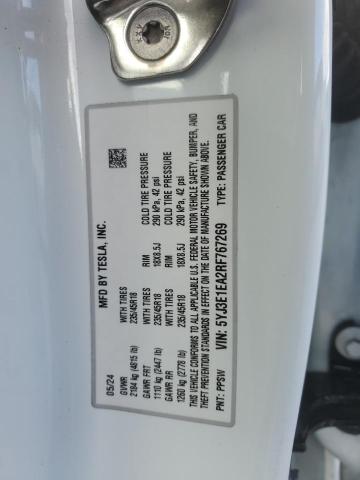 MFD BY TESLA, INC.
05/24
GVWR
2184 kg (4815 lb)
WITH TIRES
235/45R18
GAWR FRT
1110 kg (2447 lb)
WITH TIRES
235/45R18
RIM
18X8.5J
COLD TIRE PRESSURE
290 kPa, 42 psi
GAWR RR
1260 kg (2778 lb)
WITH TIRES
235/45R18
RIM
18X8.5J
COLD TIRE PRESSURE
290 kPa, 42 psi
THIS VEHICLE CONFORMS TO ALL APPLICABLE U.S. FEDERAL MOTOR VEHICLE SAFETY, BUMPER, AND
THEFT PREVENTION STANDARDS IN EFFECT ON THE DATE OF MANUFACTURE SHOWN ABOVE.
VIN: 5YJ3E1EA2RF767269
PNT: PPSW
TYPE: PASSENGER CAR